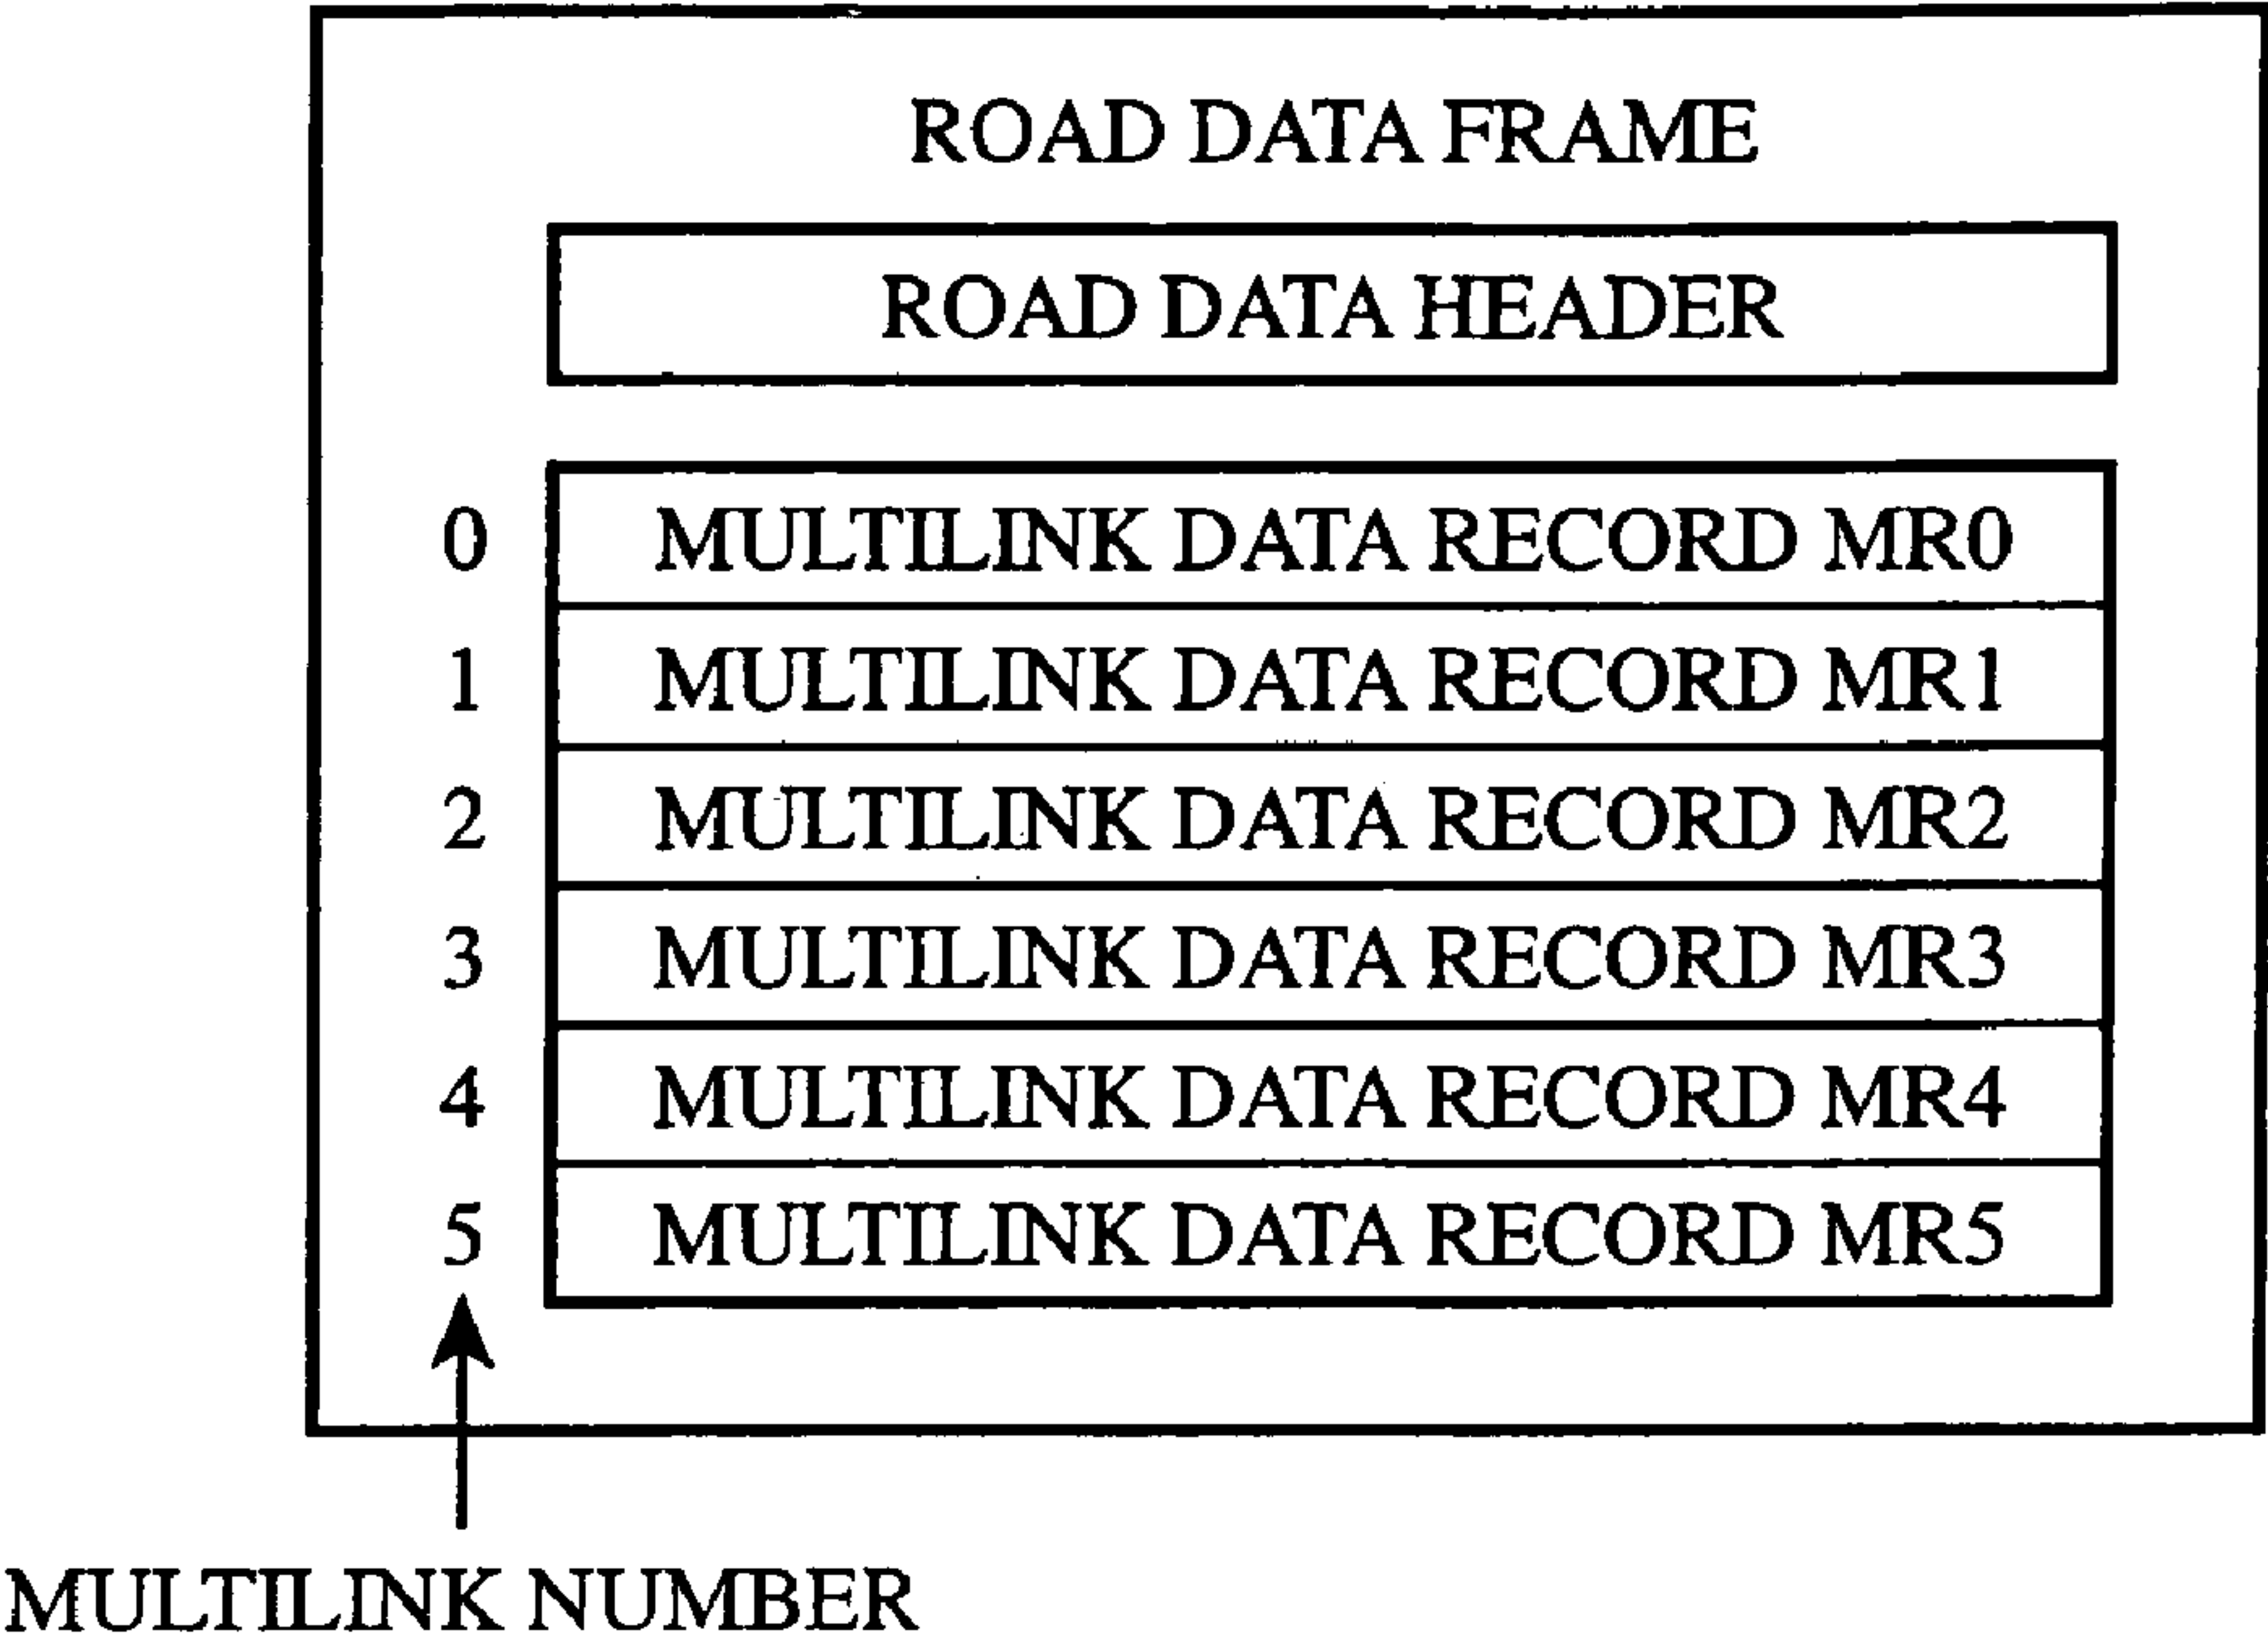 ROAD DATA FRAME
ROAD DATA HEADER
0 MULTILINK DATA RECORD MR0
1 MULTILINK DATA RECORD MR1
2 MULTILINK DATA RECORD MR2
3 MULTILINK DATA RECORD MR3
4 MULTILINK DATA RECORD MR4
5 MULTILINK DATA RECORD MR5
MULTILINK NUMBER